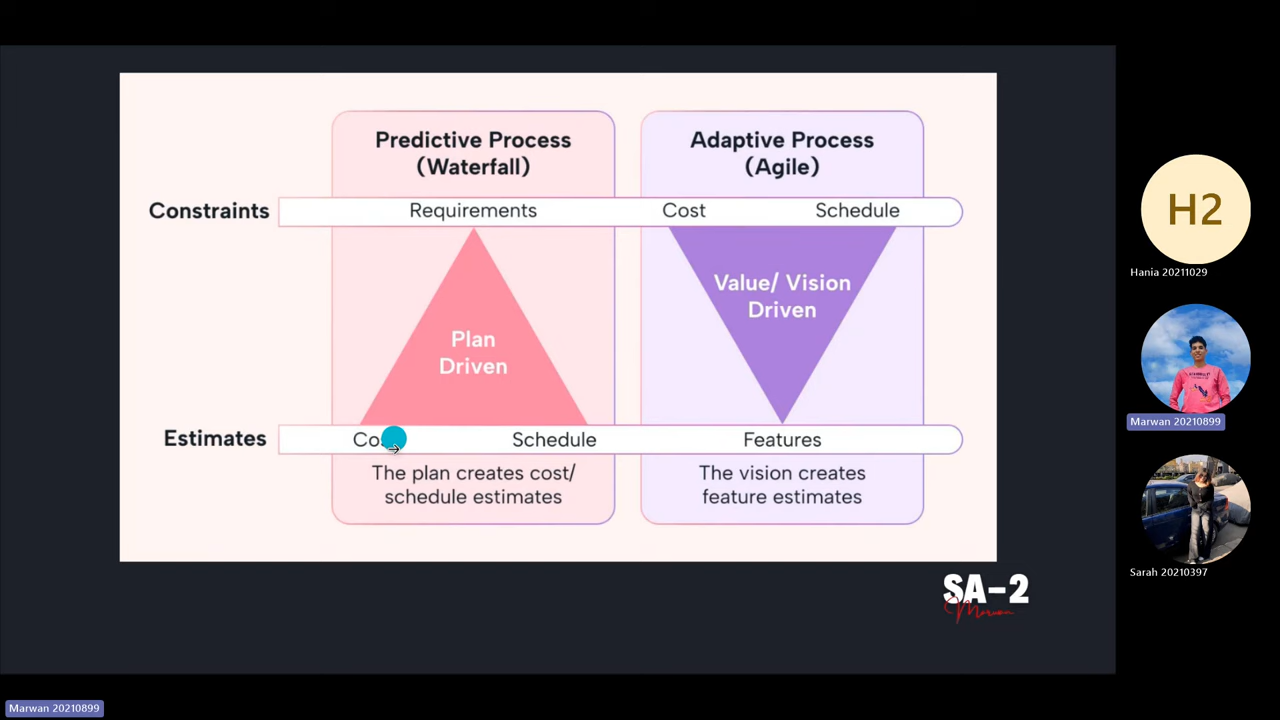 Predictive Process
(Waterfall)
Adaptive Process
(Agile)
Constraints
Requirements
Cost
Schedule
Value/ Vision
Driven
Plan
Driven
Estimates
Schedule
Features
The plan creates cost/
schedule estimates
The vision creates
feature estimates
SA-2
Marwan
H2
Hania 20211029
Marwan 20210899
Sarah 20210397
Marwan 20210899